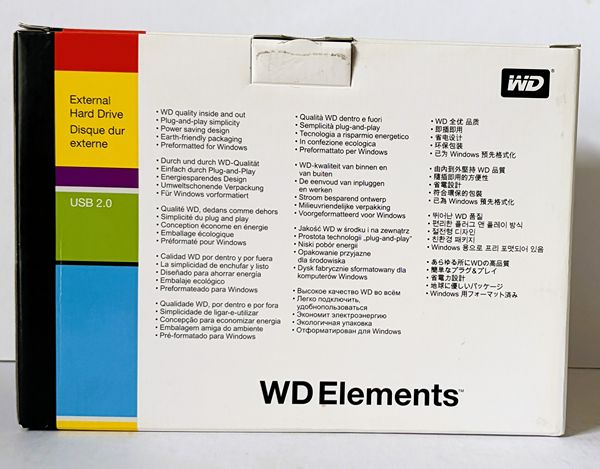 External
Hard Drive
Disque dur
externe
USB 2.0
• WD quality inside and out
• Plug-and-play simplicity
• Power saving design
• Earth-friendly packaging
• Preformatted for Windows
• Durch und durch WD-Qualität
• Einfach durch Plug-and-Play
• Energiesparendes Design
• Umweltschonende Verpackung
• Für Windows vorformatiert
• Qualité WD, dedans comme dehors
• Simplicité du plug and play
• Conception économe en énergie
• Emballage écologique
• Préformaté pour Windows
• Calidad WD por dentro y por fuera
• La simplicidad de enchufar y listo
• Diseñado para ahorrar energía
• Embalaje ecológico
• Preformateado para Windows
• Qualidade WD, por dentro e por fora
• Simplicidade de ligar-e-utilizar
• Concepção para economizar energia
• Embalagem amiga do ambiente
• Pré-formatado para Windows
• Qualità WD dentro e fuori
• Semplicità plug-and-play
• Tecnologia a risparmio energetico
• In confezione ecologica
• Preformattato per Windows
• WD-kwaliteit van binnen en
van buiten
• De eenvoud van inpluggen
en werken
• Stroom besparend ontwerp
• Milieuvriendelijke verpakking
• Voorgeformatteerd voor Windows
• Jakość WD w środku i na zewnątrz
• Prostota technologii „plug-and-play”
• Niski pobór energii
• Opakowanie przyjazne
dla środowiska
• Dysk fabrycznie sformatowany dla
komputerów Windows
• Высокое качество WD во всём
• Легко подключить,
удобнопользоваться
• Экономит электроэнергию
• Экологичная упаковка
• Отформатирован для Windows
WD
• WD 全优 品质
• 即插即用
• 省电设计
• 环保包装
• 已为 Windows 预先格式化
• 由內到外堅持 WD 品質
• 隨插即用的方便性
• 省電設計
• 符合環保的包裝
• 已為 Windows 預先格式化
• 뛰어난 WD 품질
• 편리한 플러그 앤 플레이 방식
• 절전형 디자인
• 친환경 패키지
• Windows 용으로 프리 포맷되어 있음
• あらゆる所にWDの高品質
• 簡単なプラグ&プレイ
• 省電力設計
• 地球に優しいパッケージ
• Windows 用フォーマット済み
WD Elements™